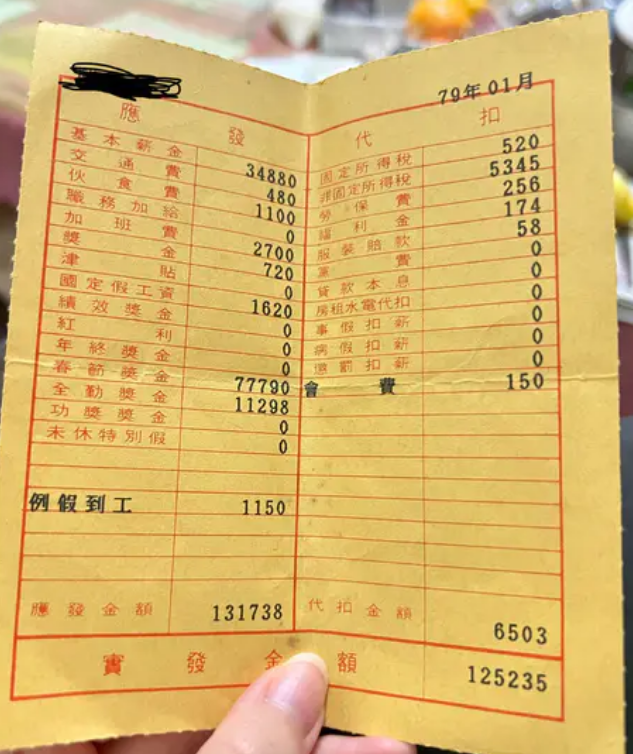 79年01月
應發
基本薪金 34880
交通費 480
伙食費 1100
職務加給 0
加班費 2700
獎金 720
津貼 0
國定假工資 1620
績效獎金 0
紅利 0
年終獎金 0
春節獎金 77790
全勤獎金 11298
功獎獎金 0
未休特別假 0
例假到工 1150
應發金額 131738
代扣
固定所得稅 520
非固定所得稅 5345
勞保費 256
福利金 174
服裝賠款 58
黨費 0
貸款本息 0
房租水電代扣 0
事假扣薪 0
病假扣薪 0
懲罰扣薪 0
會費 150
代扣金額 6503
實發金額 125235